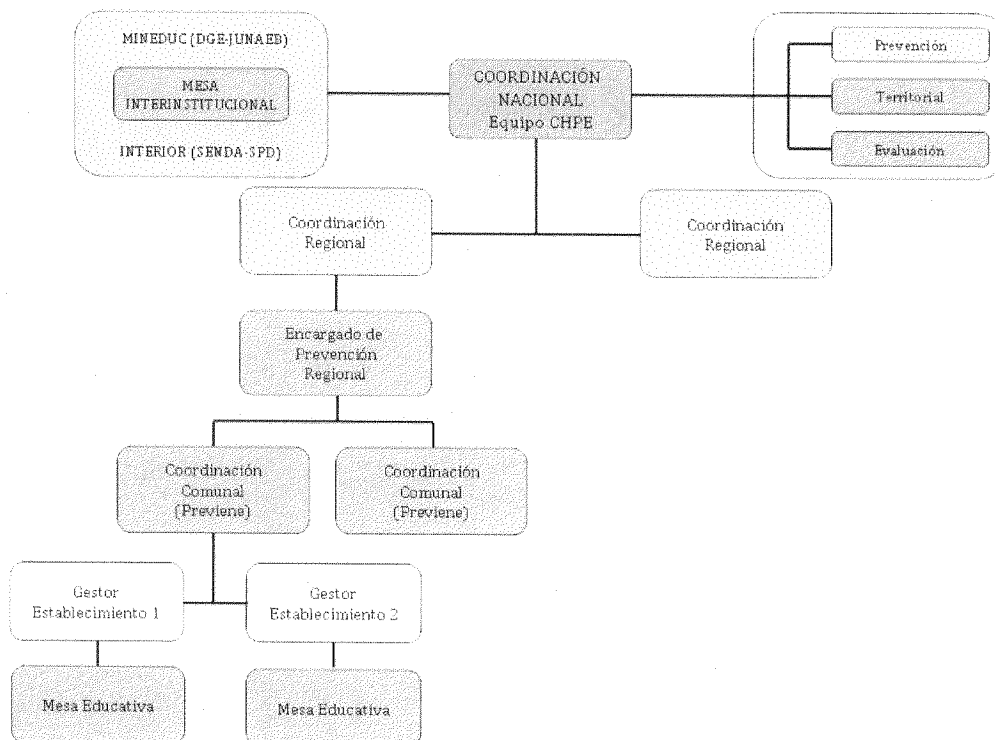 MINEDUC (DGE-JUNAEB)
MESA
INTERINSTITUCIONAL
INTERIOR (SENDA-SPD)
COORDINACIÓN
NACIONAL
Equipo CHPE
Prevención
Territorial
Evaluación
Coordinación
Regional
Coordinación
Regional
Encargado de
Prevención
Regional
Coordinación
Comunal
(Previene)
Coordinación
Comunal
(Previene)
Gestor
Establecimiento 1
Gestor
Establecimiento 2
Mesa Educativa
Mesa Educativa